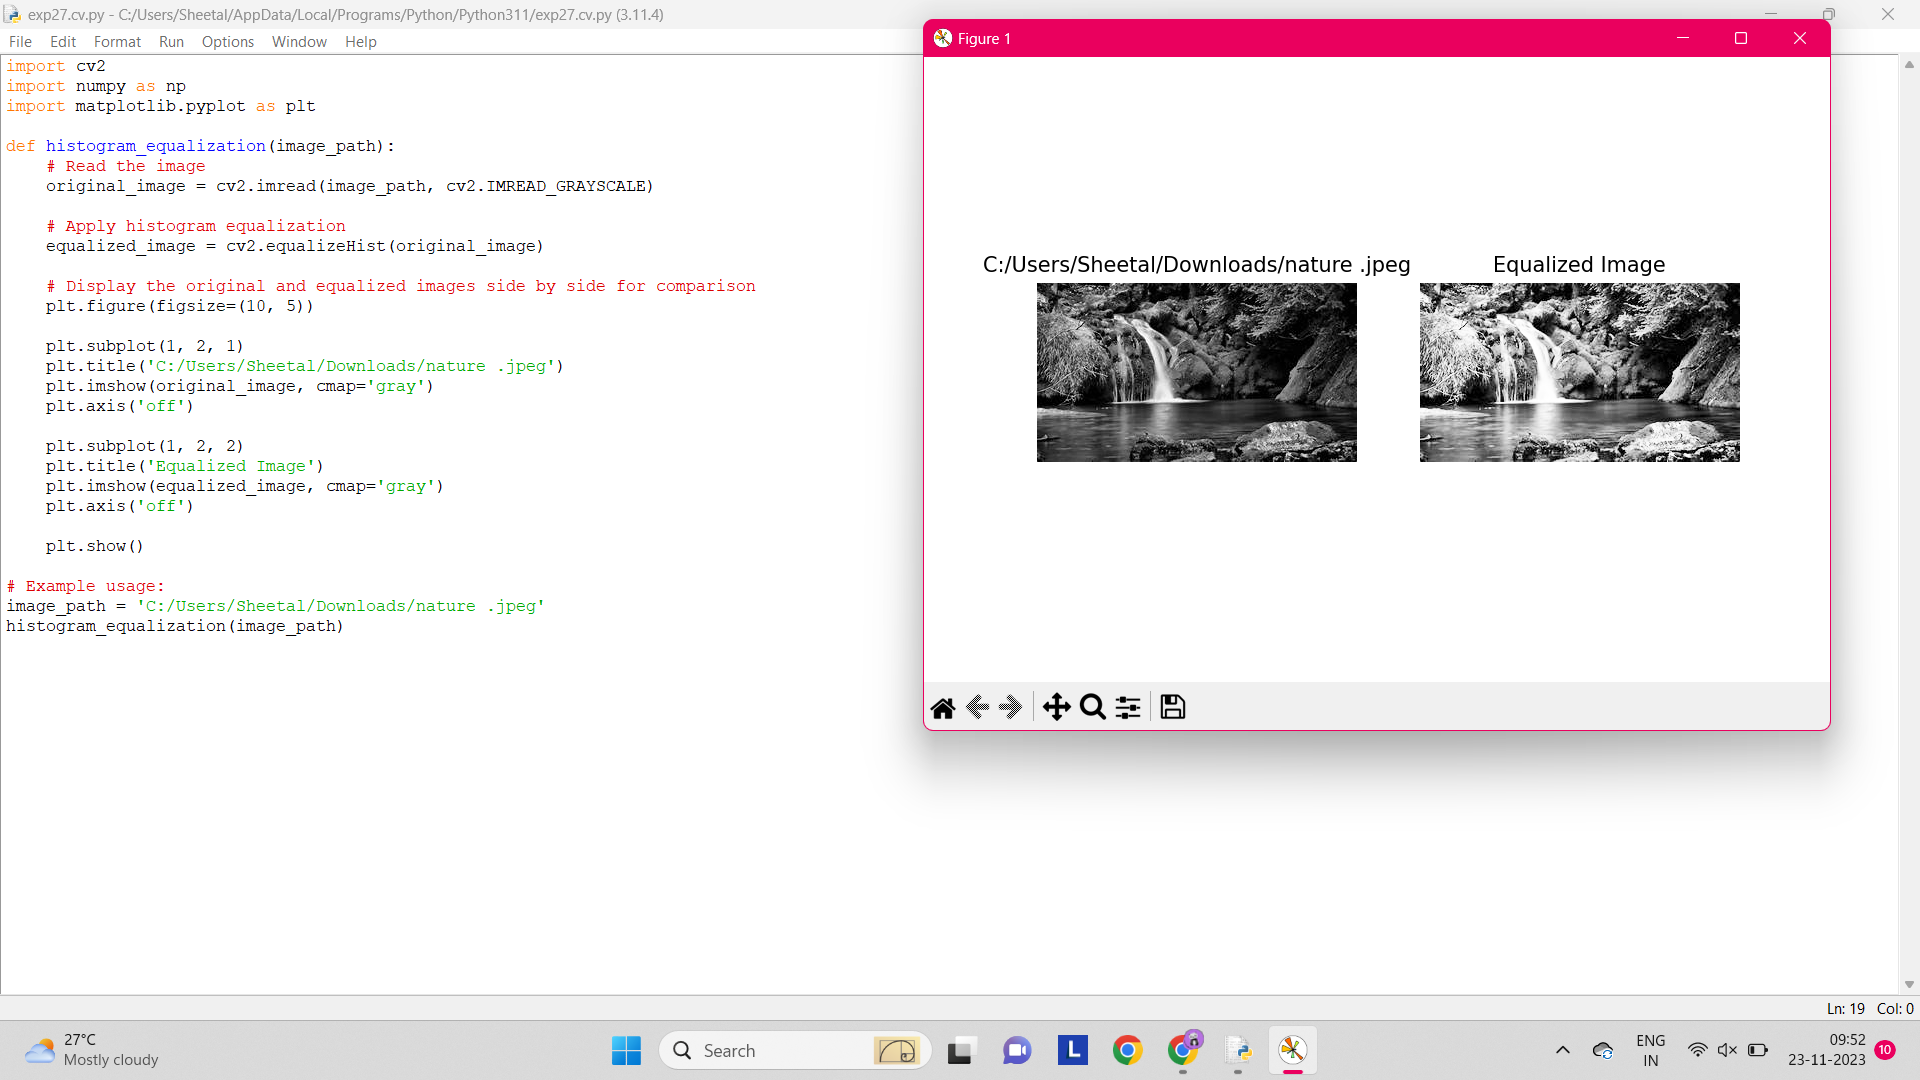 exp27.cv.py - C:/Users/Sheetal/AppData/Local/Programs/Python/Python311/exp27.cv.py (3.11.4)
File Edit Format Run Options Window Help
import cv2
import numpy as np
import matplotlib.pyplot as plt
def histogram_equalization(image_path):
# Read the image
original_image = cv2.imread(image_path, cv2.IMREAD_GRAYSCALE)
# Apply histogram equalization
equalized_image = cv2.equalizeHist(original_image)
# Display the original and equalized images side by side for comparison
plt.figure(figsize=(10, 5))
plt.subplot(1, 2, 1)
plt.title('C:/Users/Sheetal/Downloads/nature .jpeg')
plt.imshow(original_image, cmap='gray')
plt.axis('off')
plt.subplot(1, 2, 2)
plt.title('Equalized Image')
plt.imshow(equalized_image, cmap='gray')
plt.axis('off')
plt.show()
# Example usage:
image_path = 'C:/Users/Sheetal/Downloads/nature .jpeg'
histogram_equalization(image_path)
Figure 1
C:/Users/Sheetal/Downloads/nature .jpeg
Equalized Image
Ln: 19 Col: 0
27°C
Mostly cloudy
Search
L
ENG
IN
09:52
23-11-2023
10